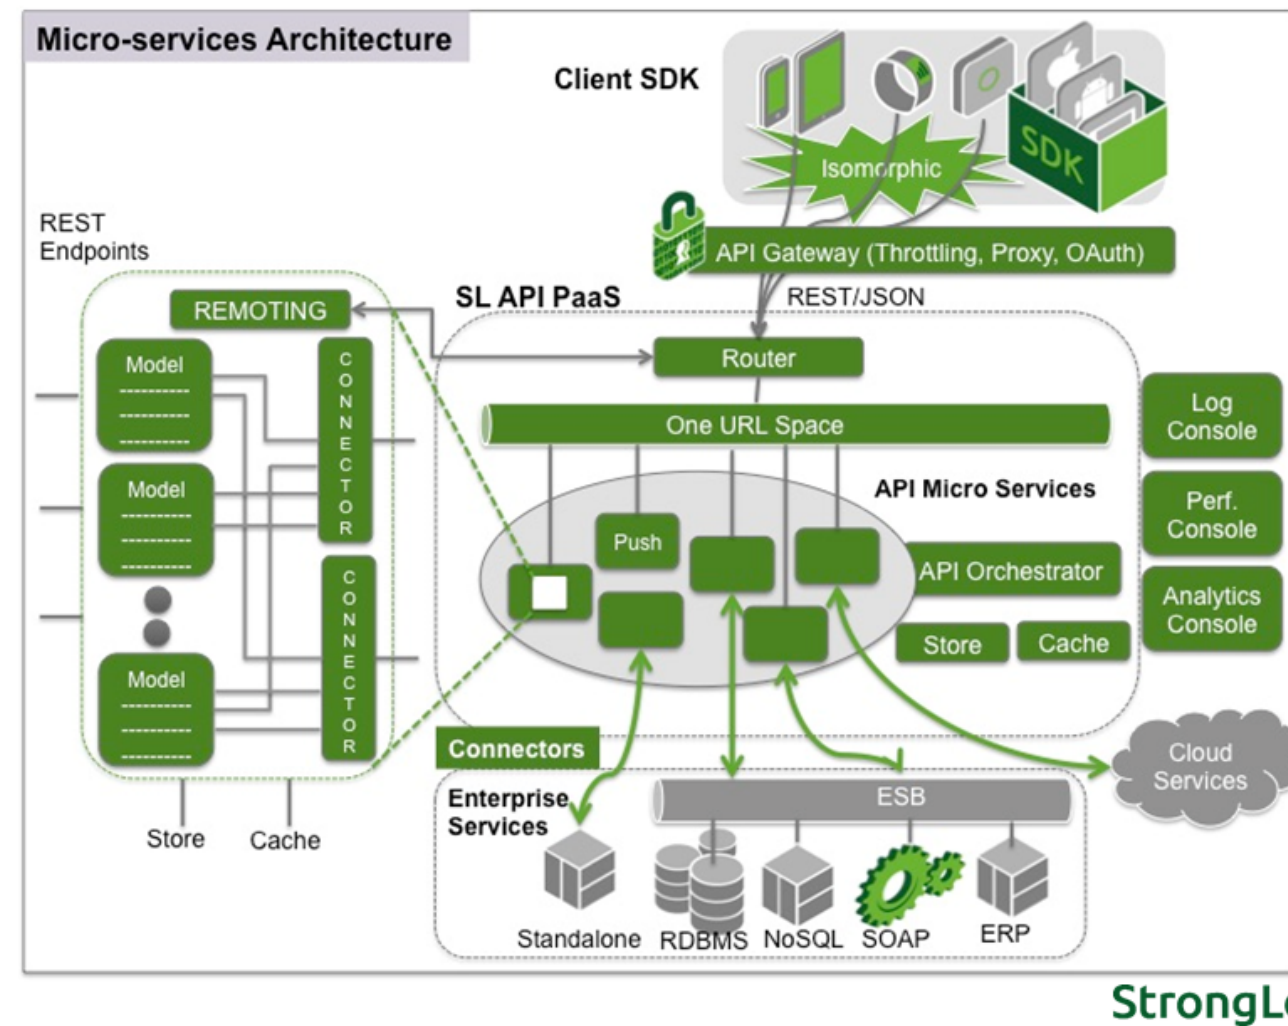 Micro-services Architecture
Client SDK
SDK
Isomorphic
REST
Endpoints
API Gateway (Throttling, Proxy, OAuth)
SL API PaaS
REST/JSON
REMOTING
Router
Model
C
O
N
N
E
C
T
O
R
One URL Space
Log
Console
Model
API Micro Services
Perf.
Console
Push
API Orchestrator
C
O
N
N
E
C
T
O
R
Analytics
Console
Store
Cache
Model
Connectors
Cloud
Services
Enterprise
Services
ESB
Store
Cache
Standalone
RDBMS
NoSQL
SOAP
ERP